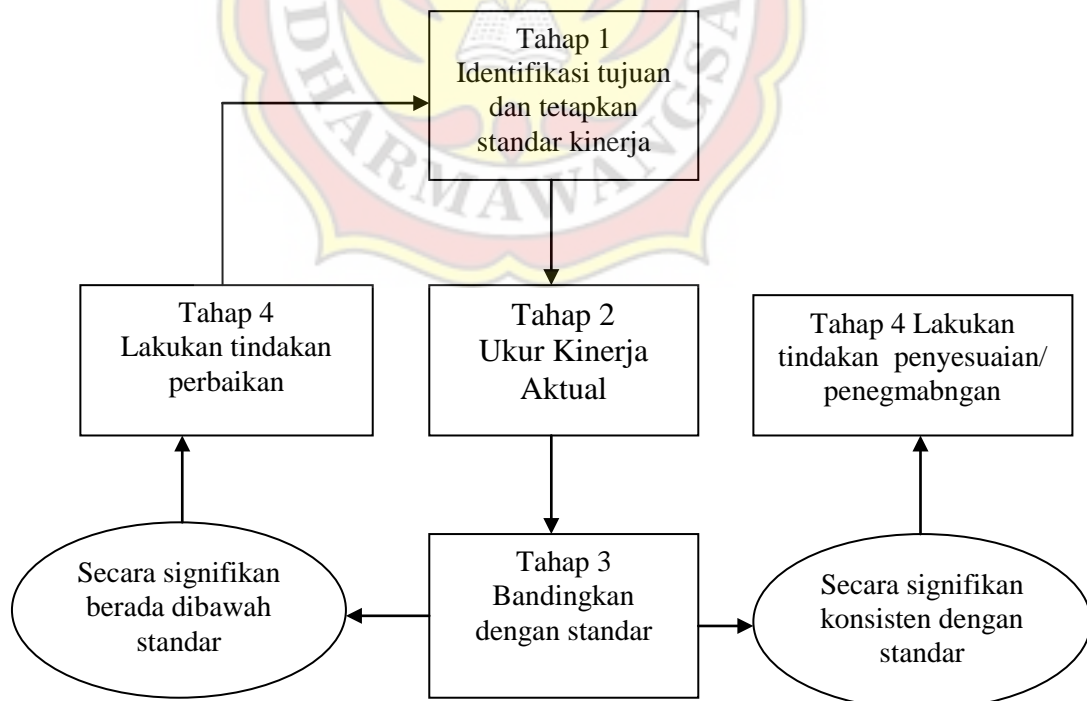 DHARMAWANGSA
Tahap 1
Identifikasi tujuan
dan tetapkan
standar kinerja
Tahap 4
Lakukan tindakan
perbaikan
Tahap 2
Ukur Kinerja
Aktual
Tahap 4 Lakukan
tindakan penyesuaian/
penegmabngan
Secara signifikan
berada dibawah
standar
Tahap 3
Bandingkan
dengan standar
Secara signifikan
konsisten dengan
standar